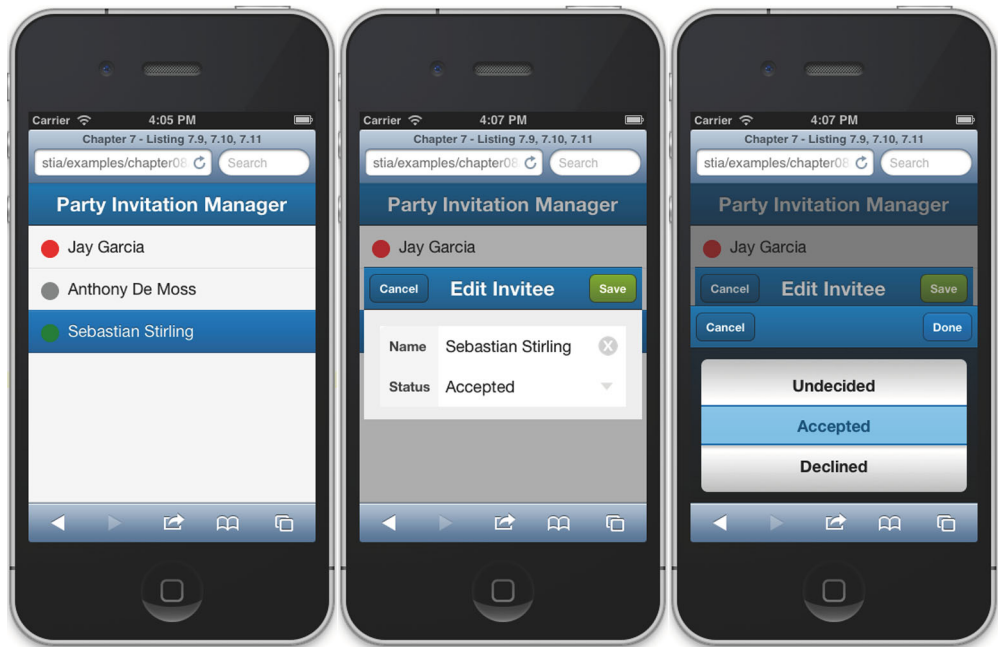 Carrier 4:05 PM
Chapter 7 - Listing 7.9, 7.10, 7.11
stia/examples/chapter08 Search
Party Invitation Manager
Jay Garcia
Anthony De Moss
Sebastian Stirling
Carrier 4:07 PM
Chapter 7 - Listing 7.9, 7.10, 7.11
stia/examples/chapter08 Search
Party Invitation Manager
Jay Garcia
Cancel Edit Invitee Save
Name Sebastian Stirling
Status Accepted
Carrier 4:07 PM
Chapter 7 - Listing 7.9, 7.10, 7.11
stia/examples/chapter08 Search
Party Invitation Manager
Jay Garcia
Cancel Edit Invitee Save
Cancel Done
Undecided
Accepted
Declined